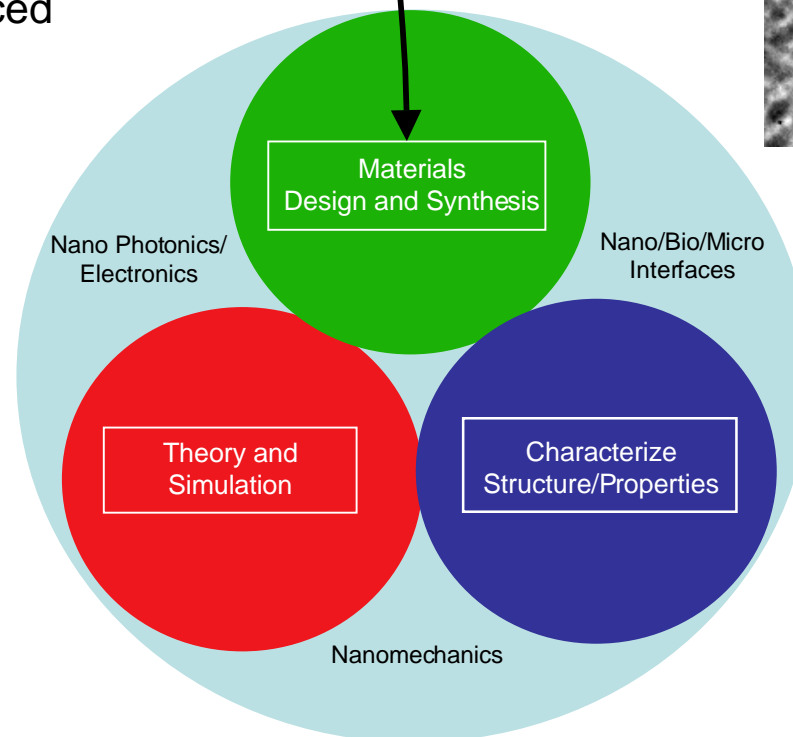 Materials
Design and Synthesis
Nano Photonics/
Electronics
Nano/Bio/Micro
Interfaces
Theory and
Simulation
Characterize
Structure/Properties
Nanomechanics